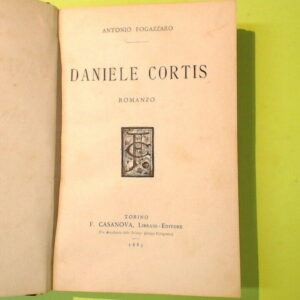 ANTONIO FOGAZZARO
DANIELE CORTIS
ROMANZO
TORINO
F. CASANOVA, LIBRAIO-EDITORE